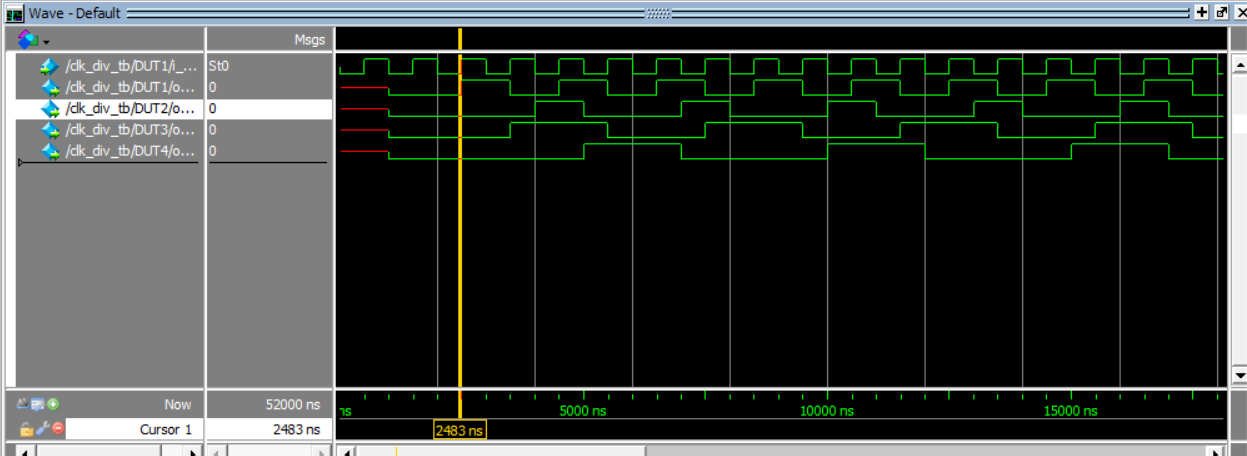 Wave - Default
Msgs
/clk_div_tb/DUT1/i_... St0
/clk_div_tb/DUT1/o... 0
/clk_div_tb/DUT2/o... 0
/clk_div_tb/DUT3/o... 0
/clk_div_tb/DUT4/o... 0
Now 52000 ns ns 5000 ns 10000 ns 15000 ns
Cursor 1 2483 ns 2483 ns